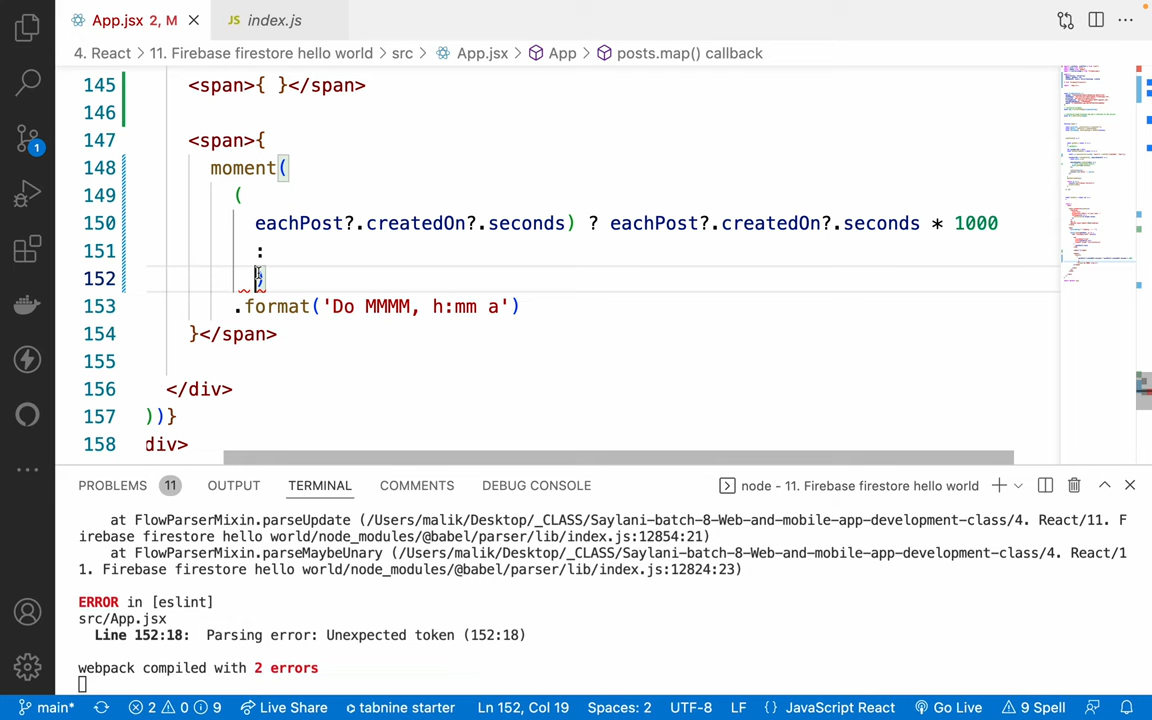 App.jsx 2, M
JS index.js
4. React > 11. Firebase firestore hello world > src > App.jsx > App > posts.map() callback
145 <span>{ }</span>
146
147 <span>{
148 moment(
149 (
150 eachPost?.createdOn?.seconds) ? eachPost?.createdOn?.seconds * 1000
151 :
152 )
153 .format('Do MMMM, h:mm a')
154 }</span>
155
156 </div>
157 ))}
158 div>
1
PROBLEMS 11 OUTPUT TERMINAL COMMENTS DEBUG CONSOLE node - 11. Firebase firestore hello world
at FlowParserMixin.parseUpdate (/Users/malik/Desktop/_CLASS/Saylani-batch-8-Web-and-mobile-app-development-class/4. React/11. F
irebase firestore hello world/node_modules/@babel/parser/lib/index.js:12854:21)
at FlowParserMixin.parseMaybeUnary (/Users/malik/Desktop/_CLASS/Saylani-batch-8-Web-and-mobile-app-development-class/4. React/1
1. Firebase firestore hello world/node_modules/@babel/parser/lib/index.js:12824:23)
ERROR in [eslint]
src/App.jsx
Line 152:18: Parsing error: Unexpected token (152:18)
webpack compiled with 2 errors
main* 2 0 9 Live Share tabnine starter Ln 152, Col 19 Spaces: 2 UTF-8 LF {} JavaScript React Go Live 9 Spell